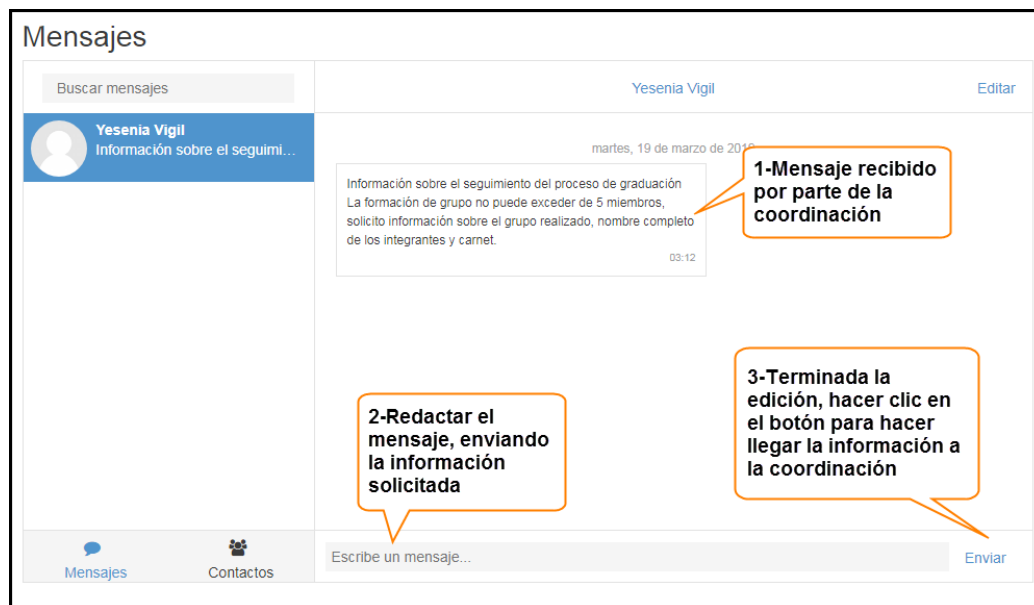 Mensajes
Buscar mensajes
Yesenia Vigil
Editar
Yesenia Vigil
Información sobre el seguimi...
martes, 19 de marzo de
1-Mensaje recibido
por parte de la
coordinación
Información sobre el seguimiento del proceso de graduación
La formación de grupo no puede exceder de 5 miembros,
solicito información sobre el grupo realizado, nombre completo
de los integrantes y carnet.
03:12
2-Redactar el
mensaje, enviando
la información
solicitada
3-Terminada la
edición, hacer clic en
el botón para hacer
llegar la información a
la coordinación
Mensajes
Contactos
Escribe un mensaje...
Enviar